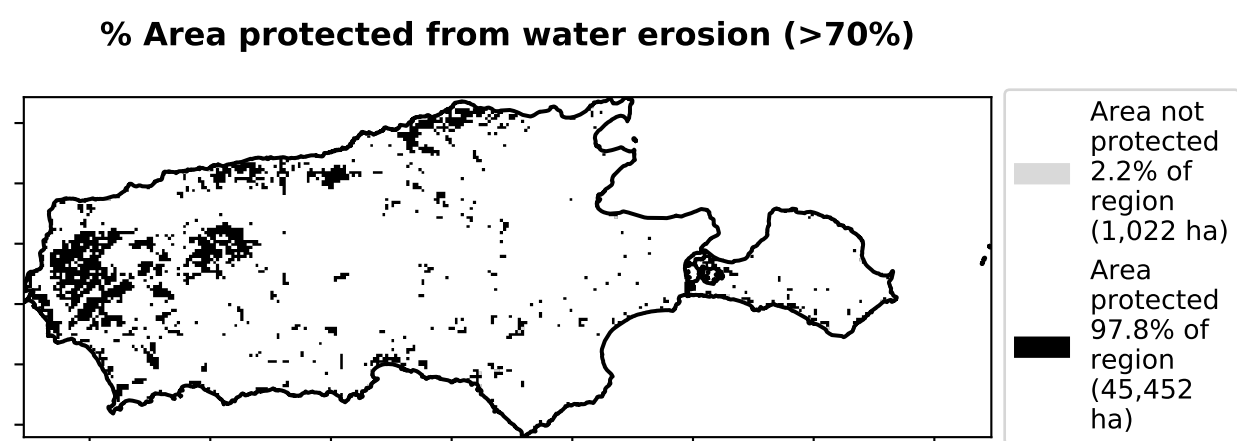 % Area protected from water erosion (>70%)
Area not
protected
2.2% of
region
(1,022 ha)
Area
protected
97.8% of
region
(45,452
ha)